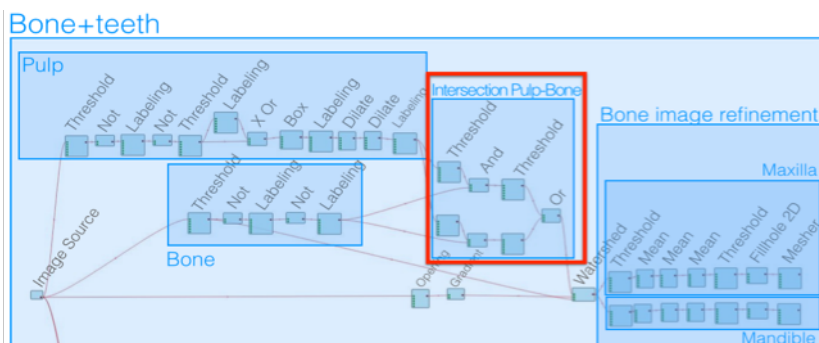 Bone+teeth
Pulp
Threshold
Not
Labeling
Not
Threshold
Labeling
X Or
Box
Labeling
Dilate
Dilate
Labeling
Intersection Pulp-Bone
Threshold
And
Threshold
Or
Bone image refinement
Maxilla
Threshold
Not
Labeling
Not
Labeling
Bone
Image Source
Opening
Gradient
Watershed
Threshold
Mean
Mean
Mean
Threshold
Fillhole 2D
Mesher
Mandible